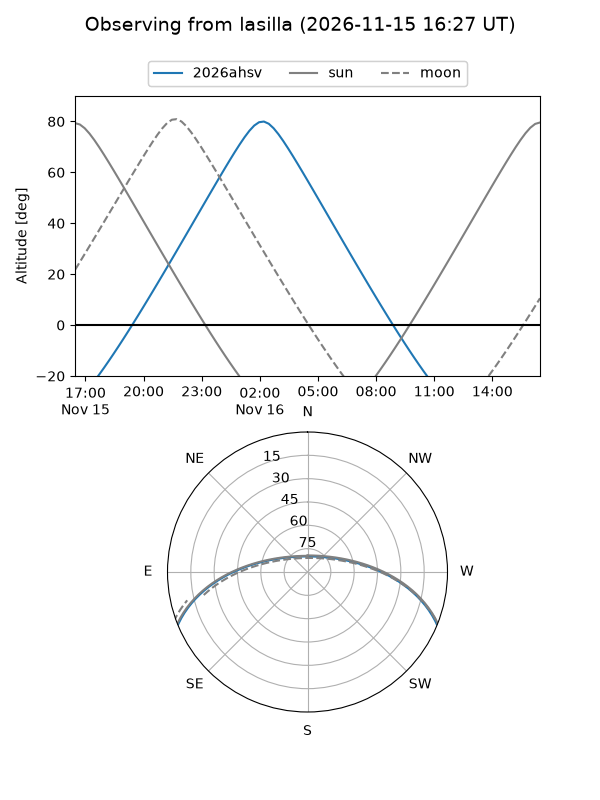 Observing from lasilla (2026-11-15 16:27 UT)
2026ahsv sun moon
Altitude [deg]
80
60
40
20
0
−20
17:00 20:00 23:00 02:00 05:00 08:00 11:00 14:00
Nov 15 Nov 16
N
NE NW
15
30
45
60
75
E W
SE SW
S